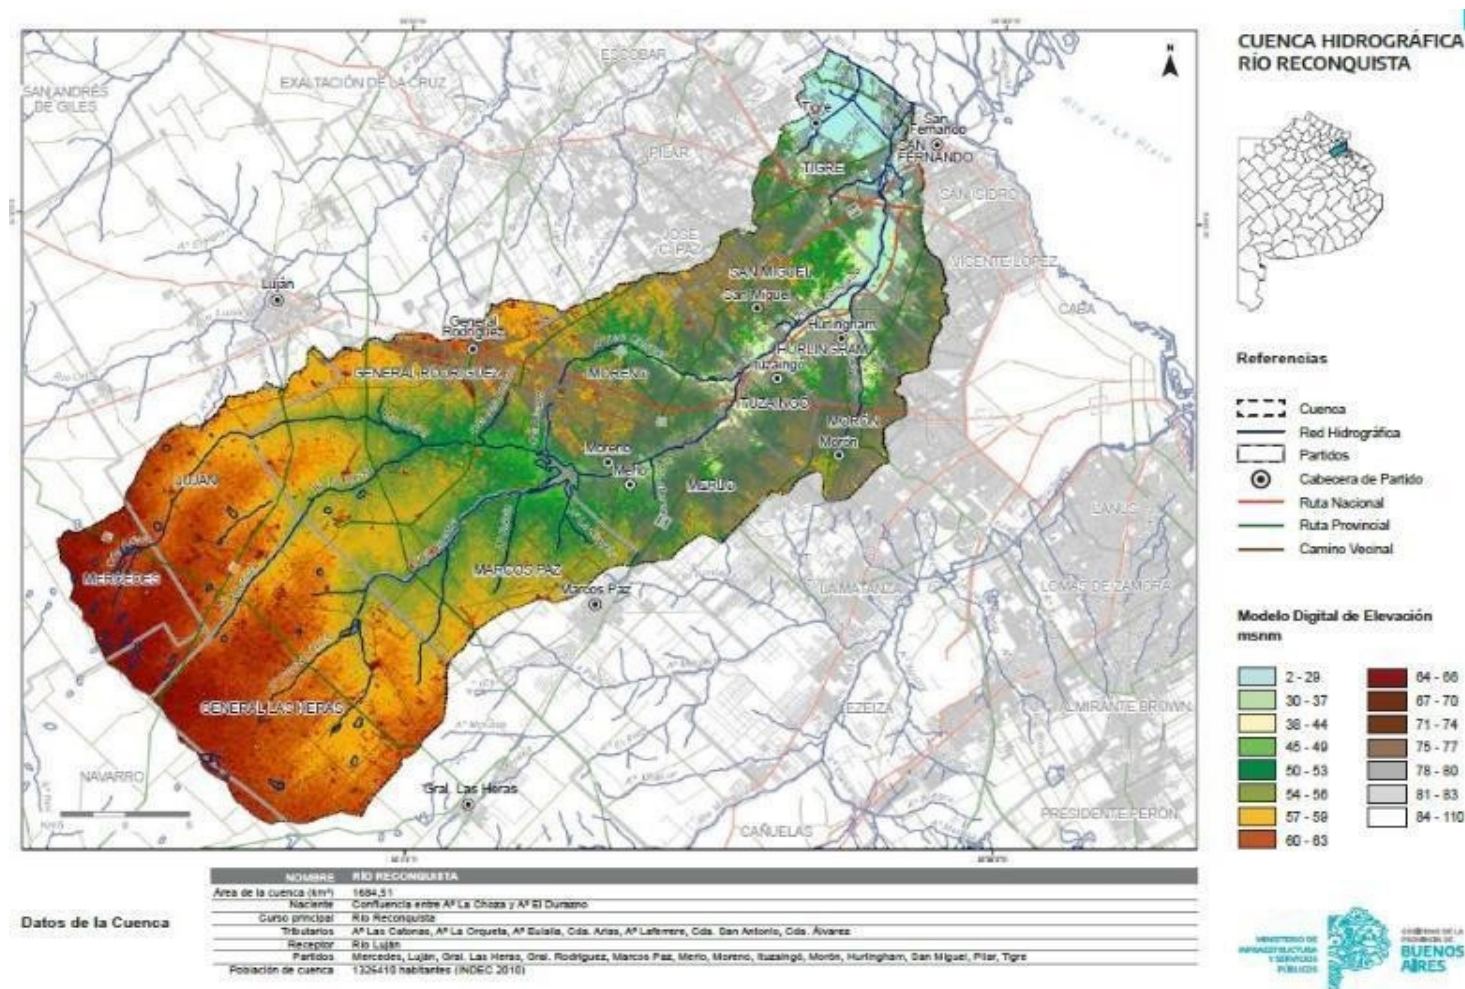 CUENCA HIDROGRÁFICA
RÍO RECONQUISTA
N
ESCOBAR
EXALTACIÓN DE LA CRUZ
SAN ANDRÉS
DE GILES
PILAR
Río de La Plata
Tigre
San
Fernando
SAN
FERNANDO
TIGRE
SAN ISIDRO
JOSE
C. PAZ
SAN MIGUEL
San Miguel
VICENTE LOPEZ
CABA
Luján
General
Rodríguez
GENERAL RODRIGUEZ
MORENO
Hurlingham
HURLINGHAM
Ituzaingó
ITUZAINGÓ
MORÓN
Morón
Moreno
Merlo
MERLO
LUJAN
MERCEDES
MARCOS PAZ
Marcos Paz
GENERAL LAS HERAS
Gral. Las Heras
NAVARRO
LANUS
LA MATANZA
LOMAS DE ZAMORA
EZEIZA
ALMIRANTE BROWN
CAÑUELAS
PRESIDENTE PERÓN
Referencias
Cuenca
Red Hidrográfica
Partidos
Cabecera de Partido
Ruta Nacional
Ruta Provincial
Camino Vecinal
Modelo Digital de Elevación
msnm
2 - 29
30 - 37
38 - 44
45 - 49
50 - 53
54 - 56
57 - 59
60 - 63
64 - 66
67 - 70
71 - 74
75 - 77
78 - 80
81 - 83
84 - 110
Datos de la Cuenca
NOMBRE RÍO RECONQUISTA
Área de la cuenca (km²) 1684,51
Naciente Confluencia entre Aº La Choza y Aº El Durazno
Curso principal Río Reconquista
Tributarios Aº Las Catonas, Aº La Horqueta, Aº Eulalia, Cda. Arias, Aº Laferrere, Cda. San Antonio, Cda. Álvarez
Receptor Río Luján
Partidos Mercedes, Luján, Gral. Las Heras, Gral. Rodríguez, Marcos Paz, Merlo, Moreno, Ituzaingó, Morón, Hurlingham, San Miguel, Pilar, Tigre
Población de cuenca 1326410 habitantes (INDEC 2010)
MINISTERIO DE
INFRAESTRUCTURA
Y SERVICIOS
PÚBLICOS
GOBIERNO DE LA
PROVINCIA DE
BUENOS
AIRES